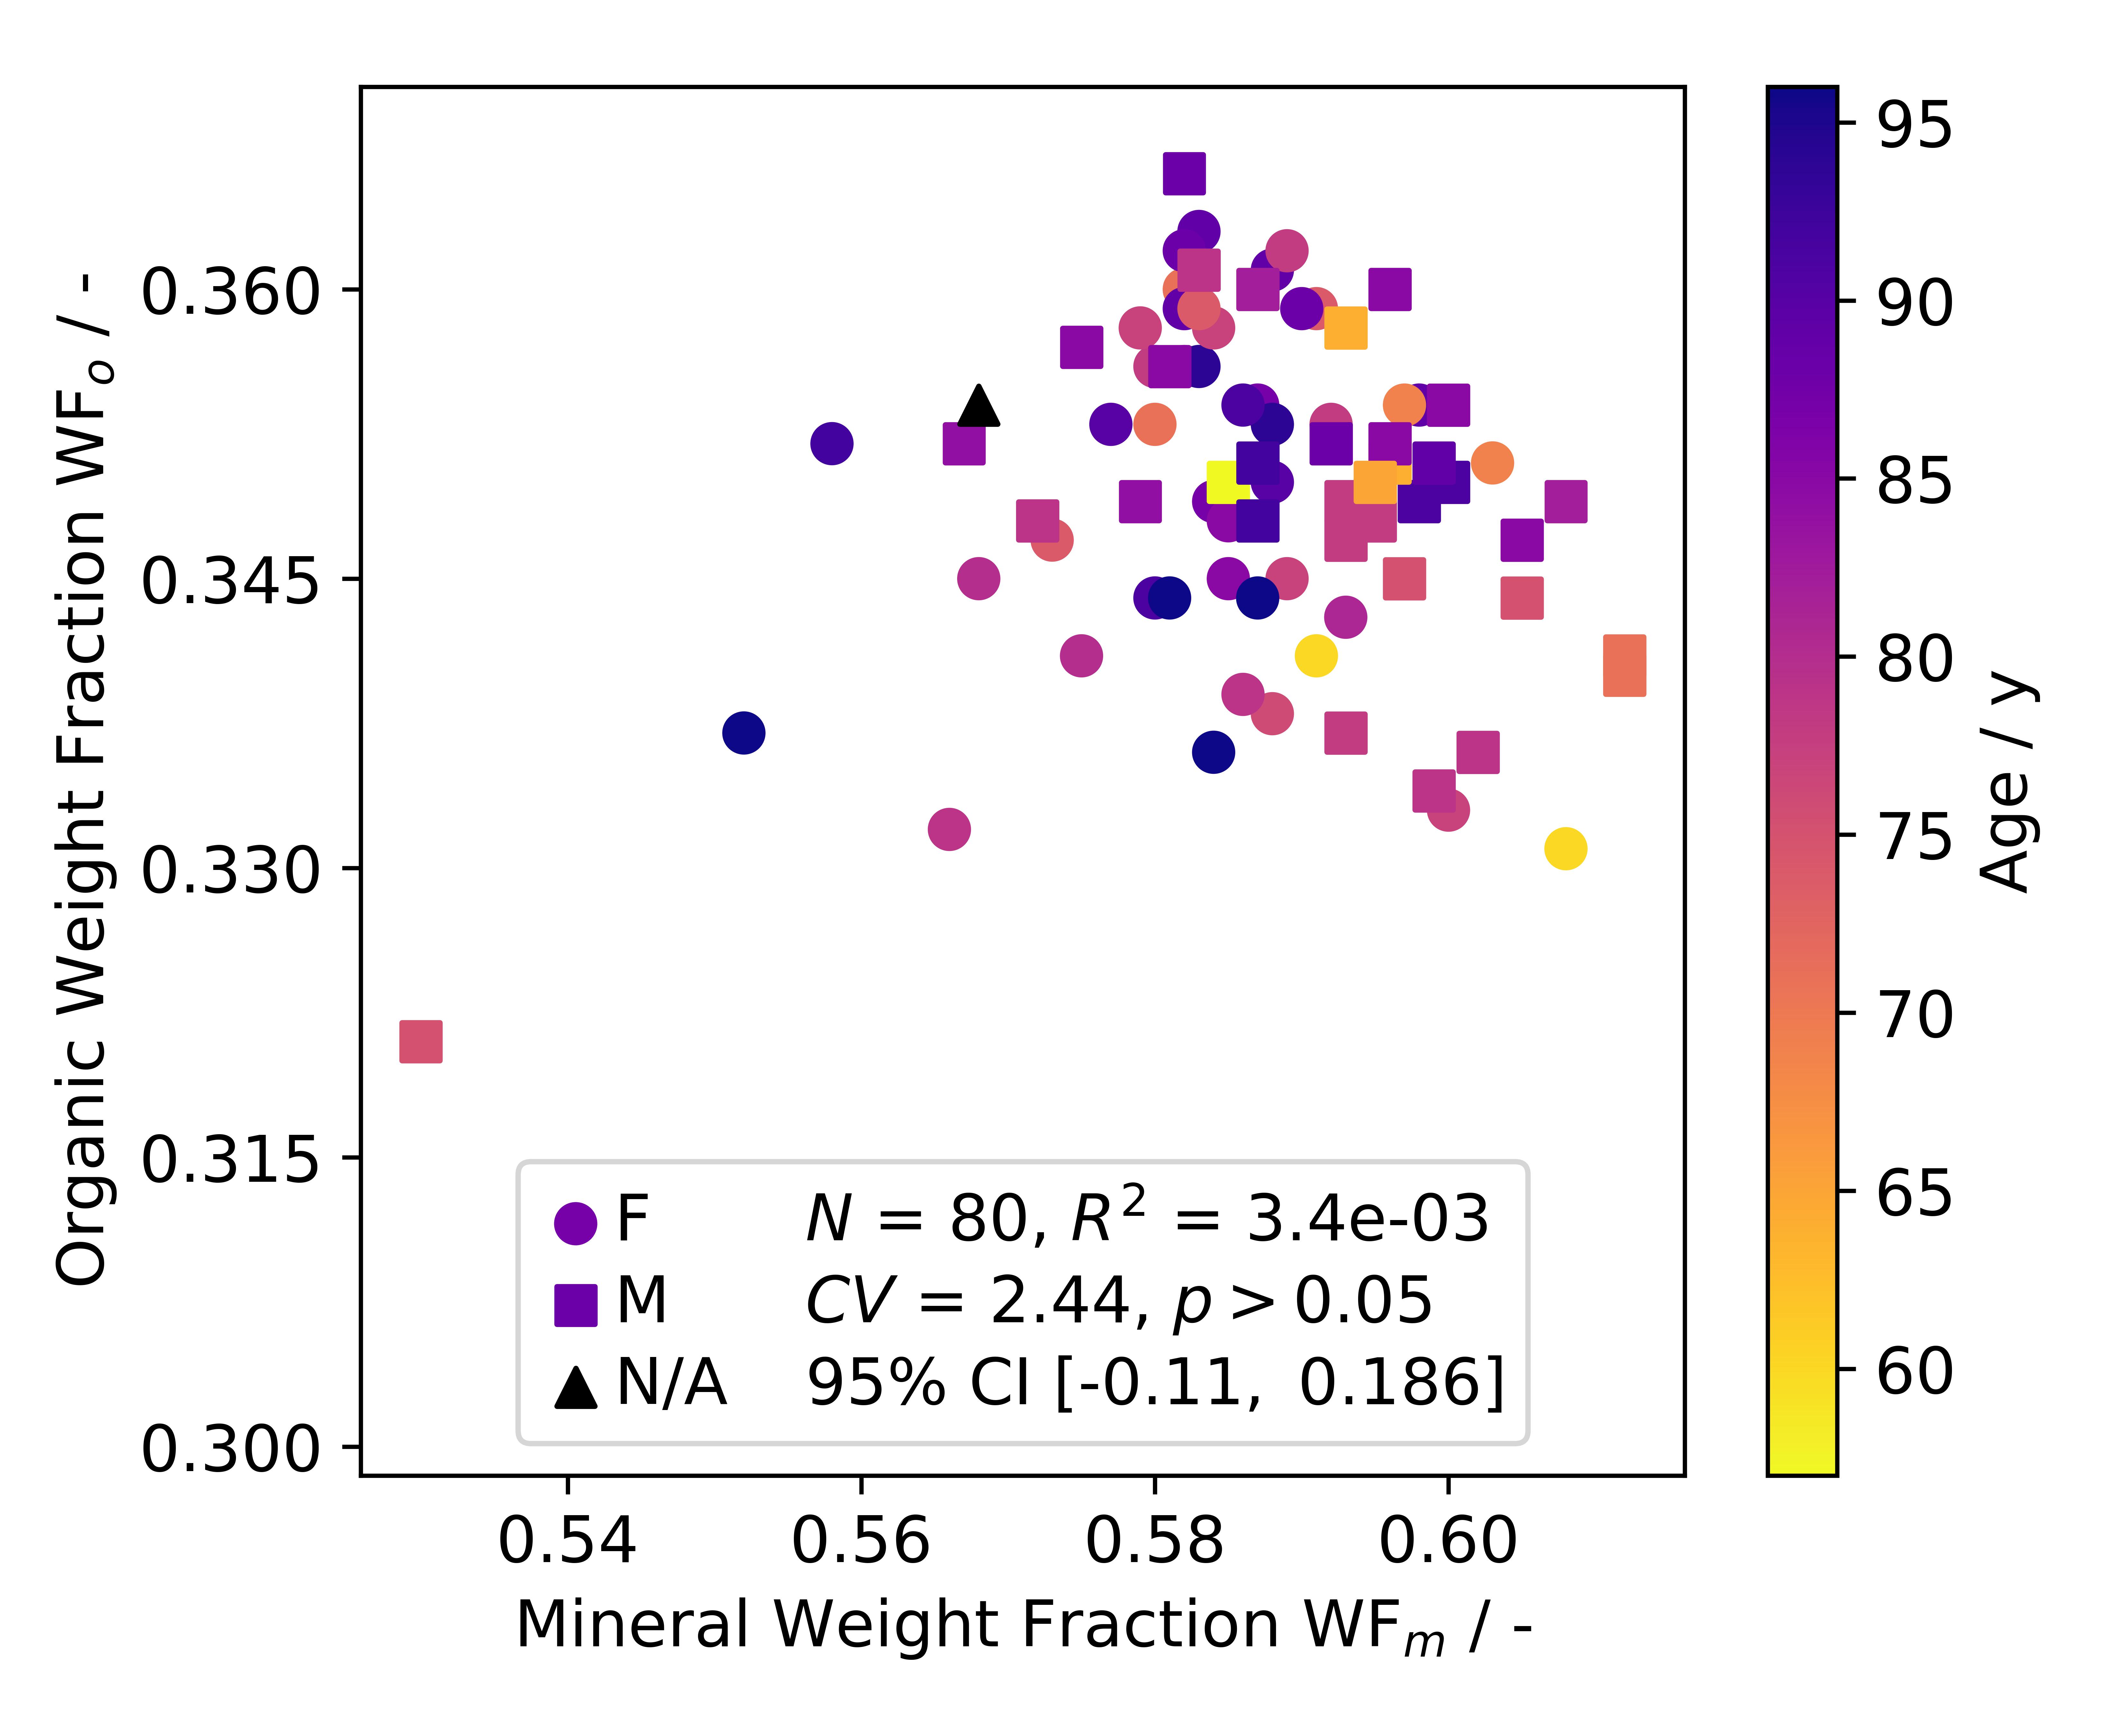 Organic Weight Fraction WFₒ / -
0.360
0.345
0.330
0.315
0.300
F N = 80, R² = 3.4e-03
M CV = 2.44, p > 0.05
N/A 95% CI [-0.11, 0.186]
0.54 0.56 0.58 0.60
Mineral Weight Fraction WFₘ / -
95
90
85
80
75
70
65
60
Age / y